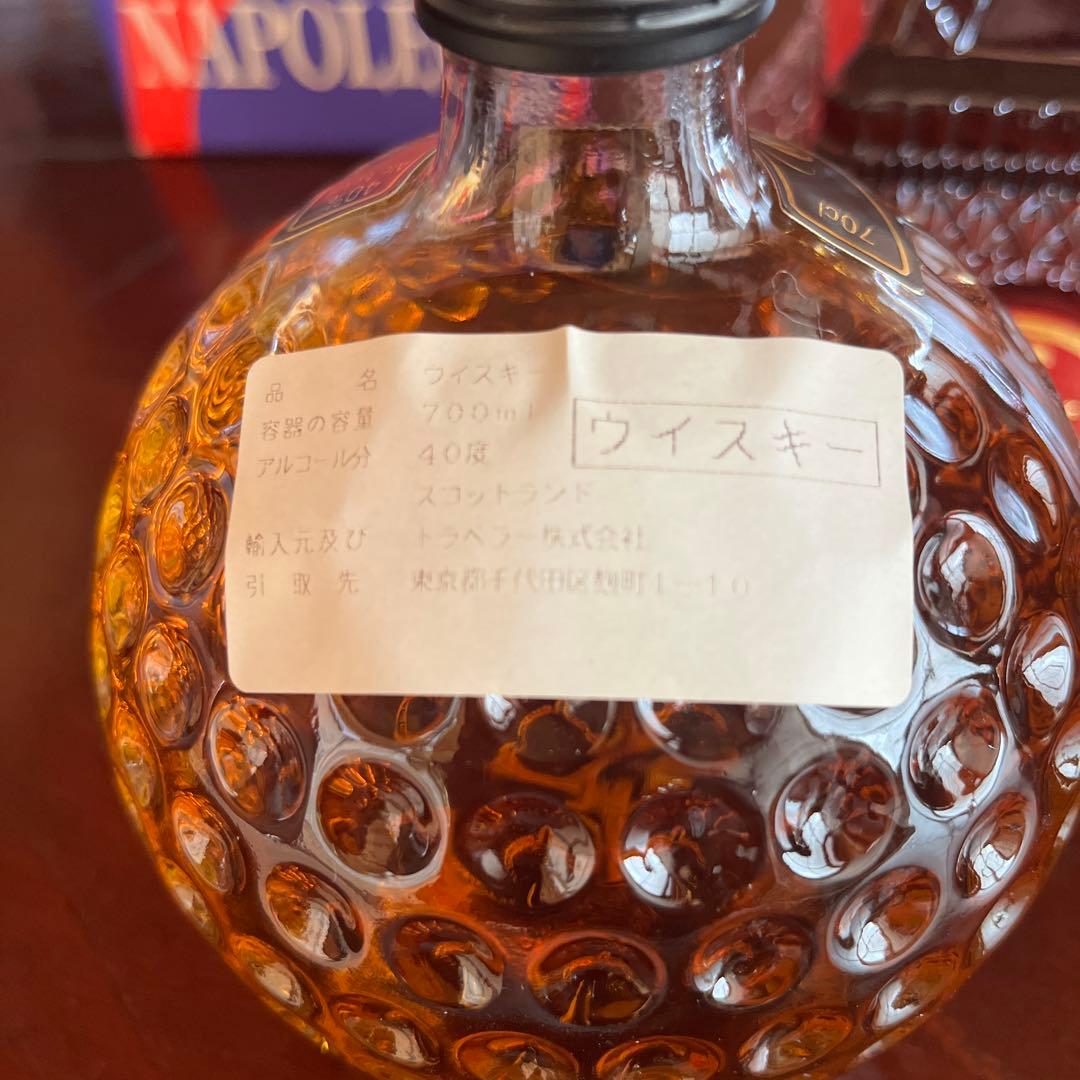 NAPOLE
70cl
品名 ウイスキー
容器の容量 700ml
アルコール分 40度
ウイスキー
スコットランド
輸入元及び トラベラー株式会社
引取先 東京都千代田区麹町1-10